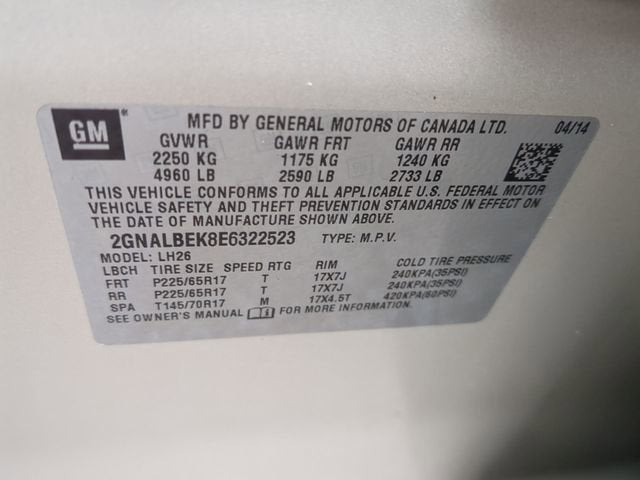 GM
MFD BY GENERAL MOTORS OF CANADA LTD. 04/14
GVWR GAWR FRT GAWR RR
2250 KG 1175 KG 1240 KG
4960 LB 2590 LB 2733 LB
THIS VEHICLE CONFORMS TO ALL APPLICABLE U.S. FEDERAL MOTOR
VEHICLE SAFETY AND THEFT PREVENTION STANDARDS IN EFFECT ON
THE DATE OF MANUFACTURE SHOWN ABOVE.
2GNALBEK8E6322523 TYPE: M.P.V.
MODEL: LH26
LBCH TIRE SIZE SPEED RTG RIM COLD TIRE PRESSURE
FRT P225/65R17 T 17X7J 240KPA(35PSI)
RR P225/65R17 T 17X7J 240KPA(35PSI)
SPA T145/70R17 M 17X4.5T 420KPA(60PSI)
SEE OWNER'S MANUAL FOR MORE INFORMATION.